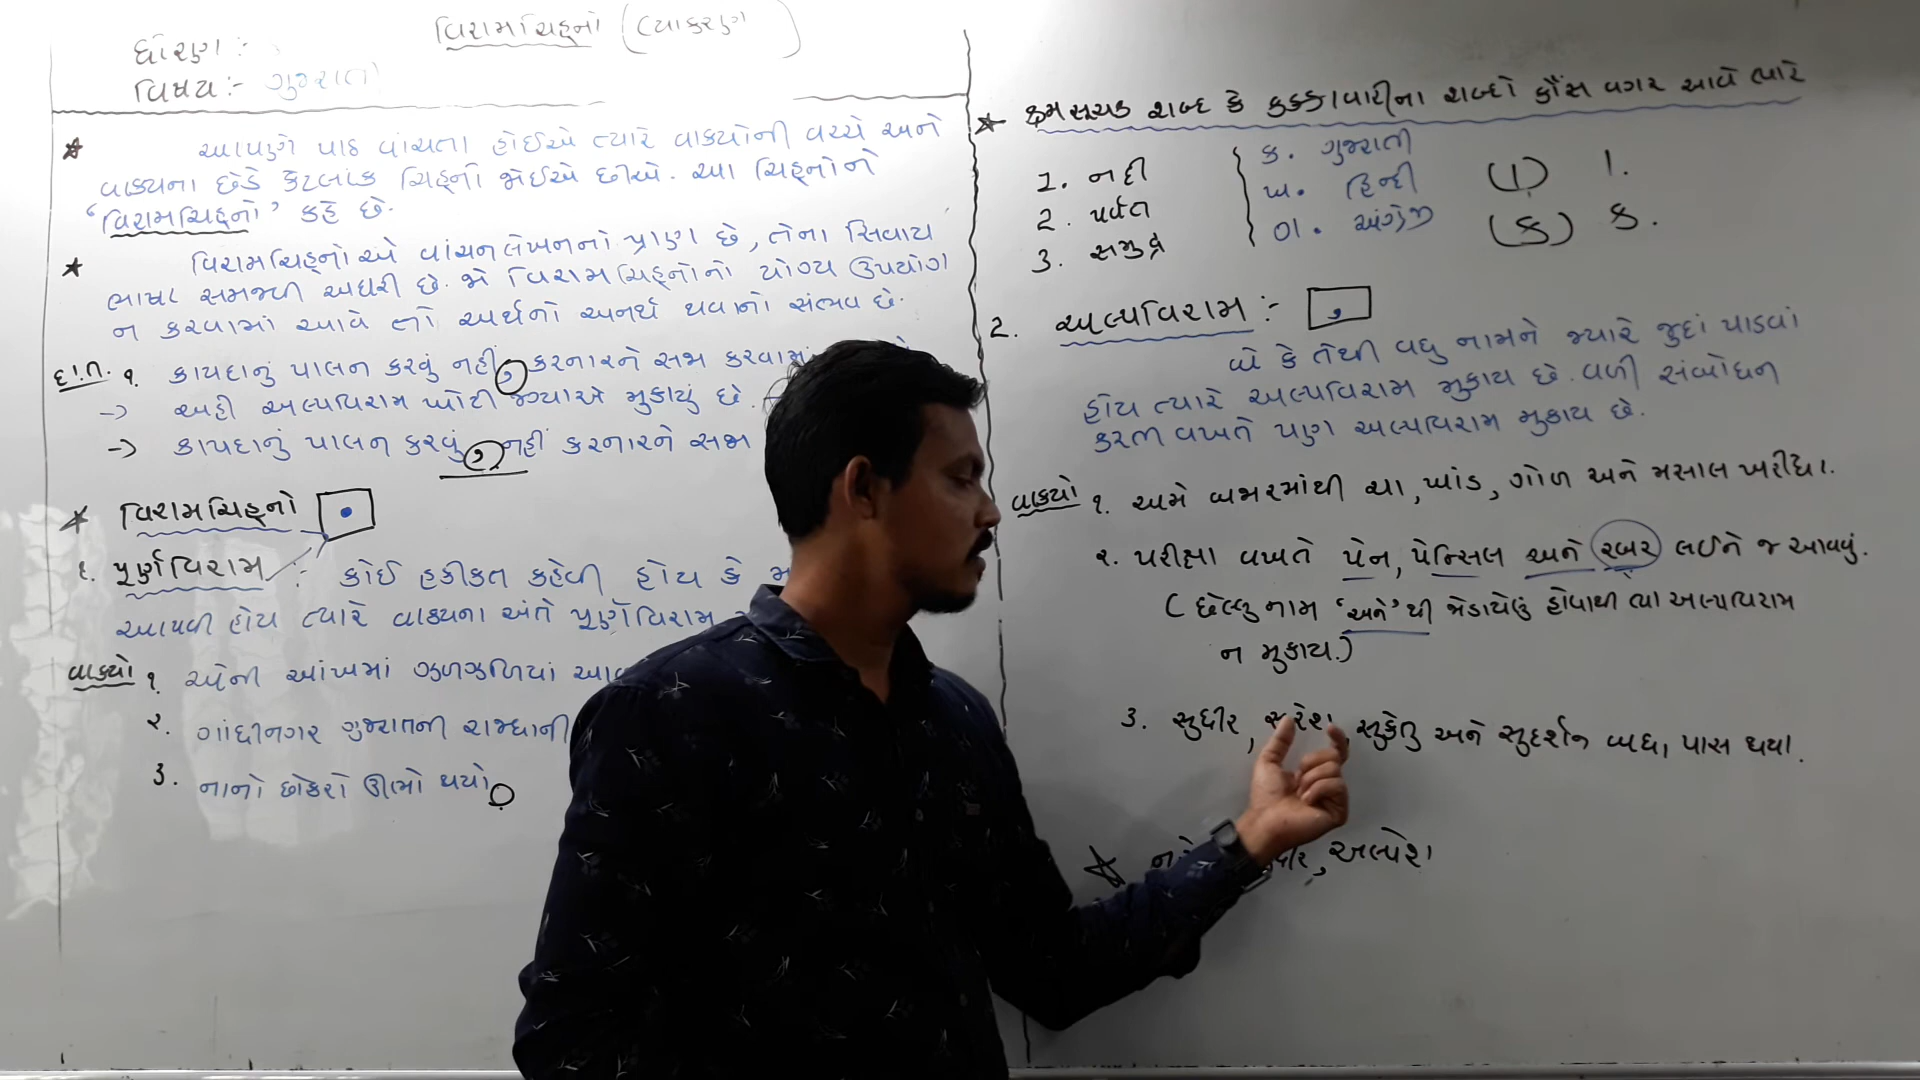 વિરામચિહ્નો (વ્યાકરણ)
ધોરણ :-
વિષય :- ગુજરાતી
★ આપણે પાઠ વાંચતા હોઈએ ત્યારે વાક્યોની વચ્ચે અને
વાક્યના છેડે કેટલાંક ચિહ્નો જોઈએ છીએ. આ ચિહ્નોને
‘વિરામચિહ્નો’ કહે છે.
★ વિરામચિહ્નો એ વાંચન લેખનનો પ્રાણ છે, તેના સિવાય
ભાષા સમજવી અઘરી છે. જો વિરામચિહ્નોનો યોગ્ય ઉપયોગ
ન કરવામાં આવે તો અર્થનો અનર્થ થવાનો સંભવ છે.
દા.ત. ૧. કાયદાનું પાલન કરવું નહીં, કરનારને સજા કરવામાં
-> અહી અલ્પવિરામ ખોટી જગ્યાએ મુકાયું છે.
-> કાયદાનું પાલન કરવું, નહીં કરનારને સજા
★ વિરામચિહ્નો .
૧. પૂર્ણવિરામ :- કોઈ હકીકત કહેવી હોય કે
આપવી હોય ત્યારે વાક્યના અંતે પૂર્ણવિરામ
વાક્યો ૧. એની આંખમાં ઝળઝળિયાં
૨. ગાંધીનગર ગુજરાતની રાજધાની
૩. નાનો છોકરો ઊભો થયો.
★ ક્રમસૂચક શબ્દ કે કક્કાવારીના શબ્દો કૌંસ વગર આવે ત્યારે
1. નદી
2. પર્વત
3. સમુદ્ર
ક. ગુજરાતી
ખ. હિન્દી
ગ. અંગ્રેજી
(1) 1.
(ક) ક.
2. અલ્પવિરામ :- ,
બે કે તેથી વધુ નામને જ્યારે જુદાં પાડવાં
હોય ત્યારે અલ્પવિરામ મુકાય છે. વળી સંબોધન
કરતા વખતે પણ અલ્પવિરામ મુકાય છે.
વાક્યો ૧. અમે બજારમાંથી ચા, ખાંડ, ગોળ અને મસાલ ખરીદ્યા.
૨. પરીક્ષા વખતે પેન, પેન્સિલ અને રબર લઈને જ આવવું.
( છેલ્લુ નામ ‘અને’ થી જોડાયેલું હોવાથી ત્યા અલ્પવિરામ
ન મુકાય.)
૩. સુધીર, સુરેશ, સુકેતુ અને સુદર્શન બધા પાસ થયા.
★ , અલ્પેશ